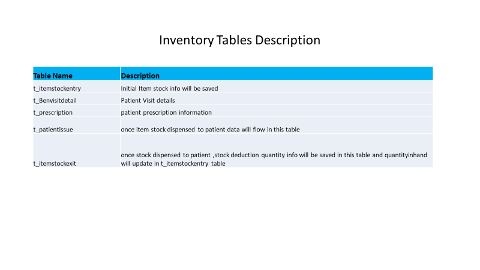 Inventory Tables Description
Table Name Description
t_itemstockentry Initial Item stock info will be saved
t_Benvisitdetail Patient Visit details
t_prescription patient prescription information
t_patientissue once item stock dispensed to patient data will flow in this table
once stock dispensed to patient ,stock deduction quantity info will be saved in this table and quantityinhand
t_itemstockexit will update in t_itemstockentry table